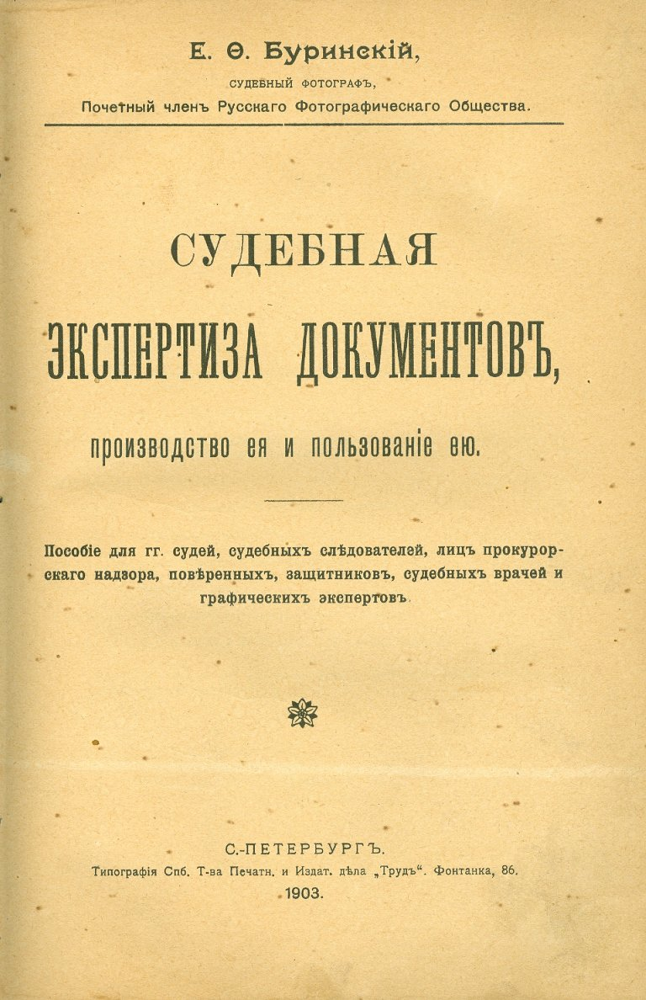 Е. Ѳ. Буринскій,
СУДЕБНЫЙ ФОТОГРАФЪ,
Почетный членъ Русскаго Фотографическаго Общества.
СУДЕБНАЯ
ЭКСПЕРТИЗА ДОКУМЕНТОВЪ,
производство ея и пользованіе ею.
Пособіе для гг. судей, судебныхъ слѣдователей, лицъ прокурор-
скаго надзора, повѣренныхъ, защитниковъ, судебныхъ врачей и
графическихъ экспертовъ.
С.-ПЕТЕРБУРГЪ.
Типографія Спб. Т-ва Печатн. и Издат. дѣла „Трудъ“. Фонтанка, 86.
1903.